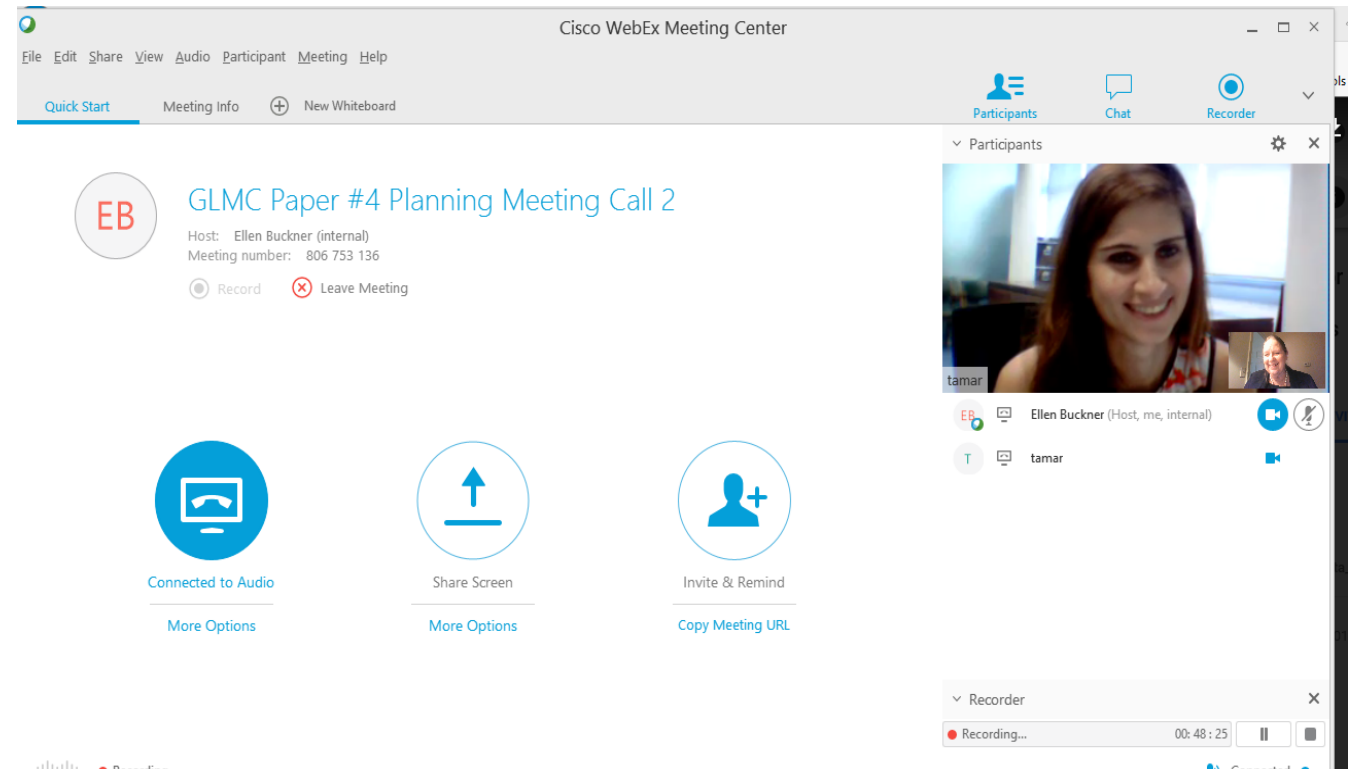 Cisco WebEx Meeting Center
File Edit Share View Audio Participant Meeting Help
Quick Start Meeting Info New Whiteboard
Participants Chat Recorder
Participants
EB
GLMC Paper #4 Planning Meeting Call 2
Host: Ellen Buckner (internal)
Meeting number: 806 753 136
Record Leave Meeting
tamar
EB Ellen Buckner (Host, me, internal)
T tamar
Connected to Audio
More Options
Share Screen
More Options
Invite & Remind
Copy Meeting URL
Recorder
Recording... 00:48:25
Recording
Connected